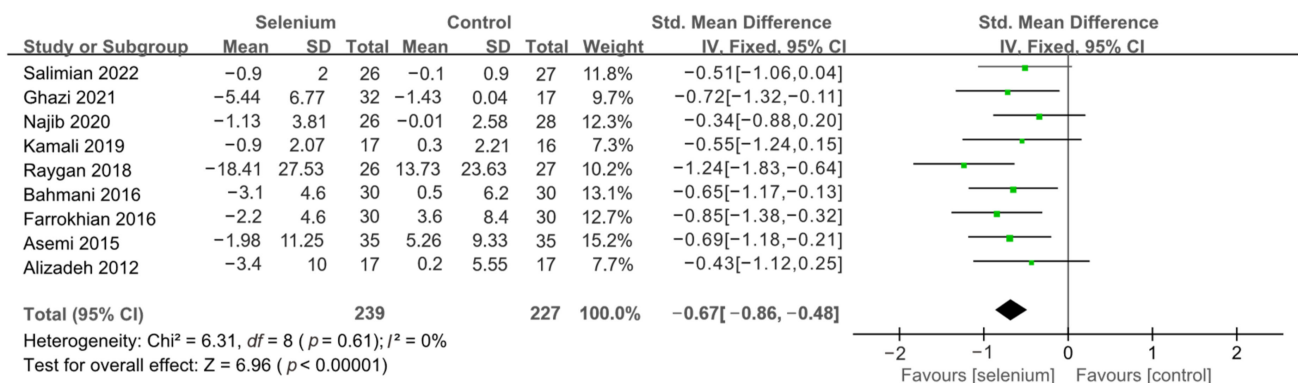 Selenium Control Std. Mean Difference Std. Mean Difference
Study or Subgroup Mean SD Total Mean SD Total Weight IV. Fixed. 95% CI IV. Fixed. 95% CI
Salimian 2022 −0.9 2 26 −0.1 0.9 27 11.8% −0.51[−1.06,0.04]
Ghazi 2021 −5.44 6.77 32 −1.43 0.04 17 9.7% −0.72[−1.32,−0.11]
Najib 2020 −1.13 3.81 26 −0.01 2.58 28 12.3% −0.34[−0.88,0.20]
Kamali 2019 −0.9 2.07 17 0.3 2.21 16 7.3% −0.55[−1.24,0.15]
Raygan 2018 −18.41 27.53 26 13.73 23.63 27 10.2% −1.24[−1.83,−0.64]
Bahmani 2016 −3.1 4.6 30 0.5 6.2 30 13.1% −0.65[−1.17,−0.13]
Farrokhian 2016 −2.2 4.6 30 3.6 8.4 30 12.7% −0.85[−1.38,−0.32]
Asemi 2015 −1.98 11.25 35 5.26 9.33 35 15.2% −0.69[−1.18,−0.21]
Alizadeh 2012 −3.4 10 17 0.2 5.55 17 7.7% −0.43[−1.12,0.25]
Total (95% CI) 239 227 100.0% −0.67[ −0.86, −0.48]
Heterogeneity: Chi² = 6.31, df = 8 ( p = 0.61); I² = 0%
Test for overall effect: Z = 6.96 ( p < 0.00001)
−2 −1 0 1 2
Favours [selenium] Favours [control]